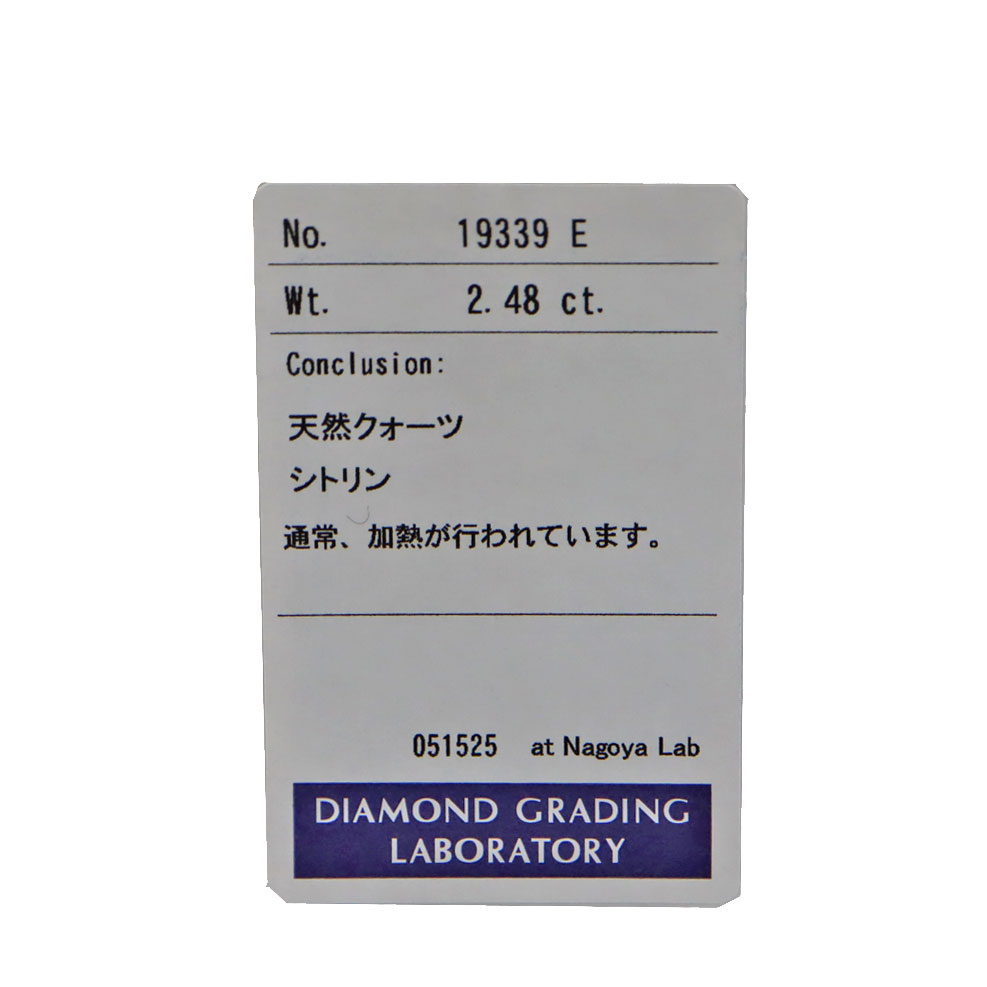 No. 19339 E
Wt. 2.48 ct.
Conclusion:
天然クォーツ
シトリン
通常、加熱が行われています。
051525 at Nagoya Lab
DIAMOND GRADING
LABORATORY